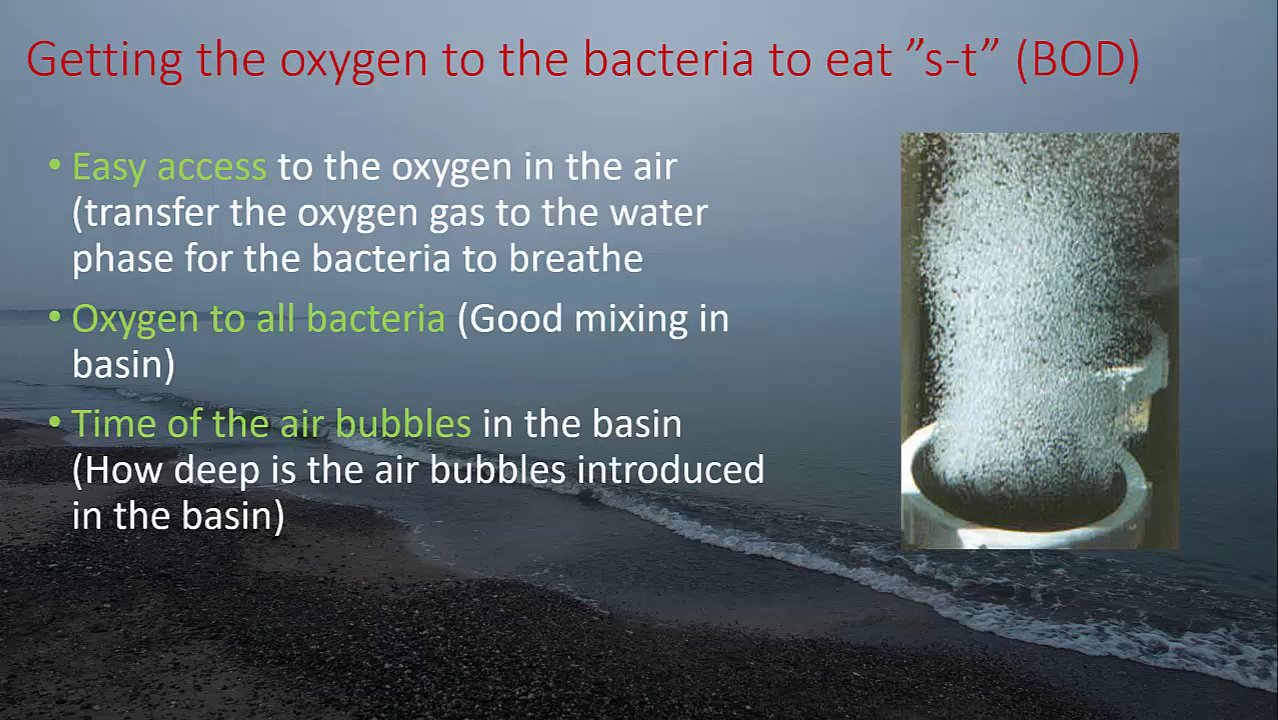 Getting the oxygen to the bacteria to eat ”s-t” (BOD)
• Easy access to the oxygen in the air
(transfer the oxygen gas to the water
phase for the bacteria to breathe
• Oxygen to all bacteria (Good mixing in
basin)
• Time of the air bubbles in the basin
(How deep is the air bubbles introduced
in the basin)